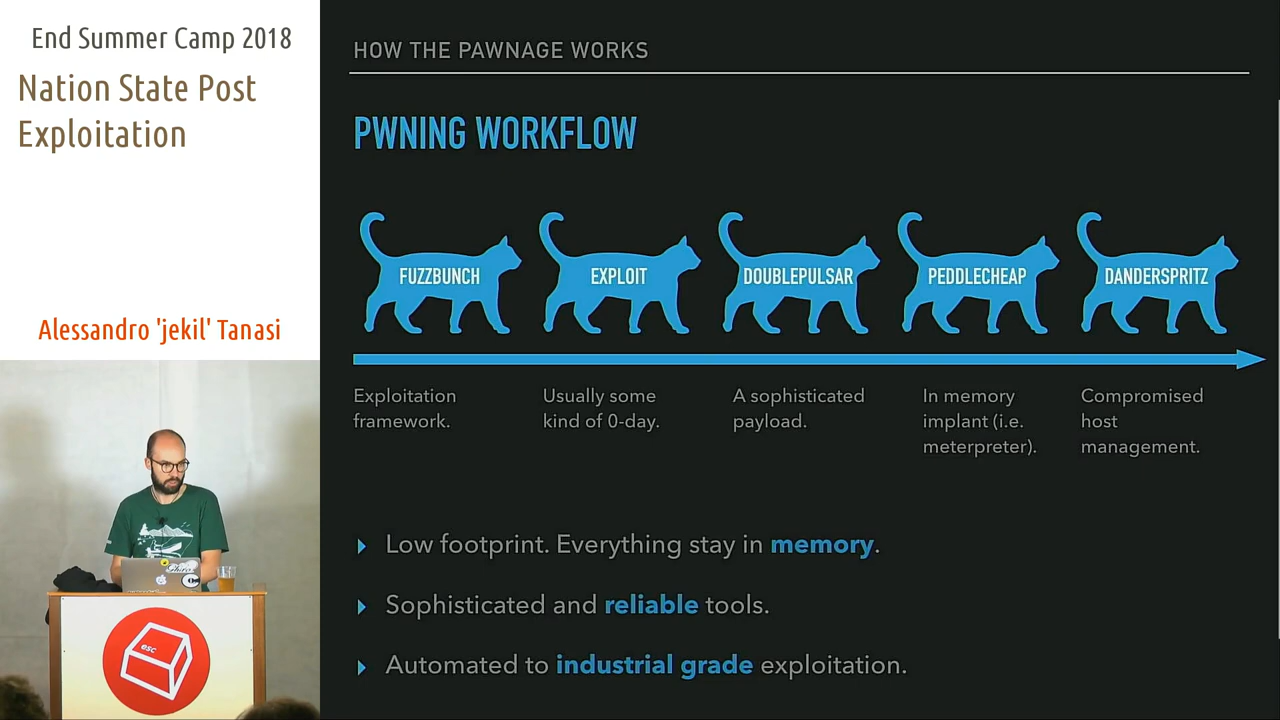 End Summer Camp 2018
Nation State Post
Exploitation
Alessandro 'jekil' Tanasi
esc
HOW THE PAWNAGE WORKS
PWNING WORKFLOW
FUZZBUNCH
EXPLOIT
DOUBLEPULSAR
PEDDLECHEAP
DANDERSPRITZ
Exploitation
framework.
Usually some
kind of 0-day.
A sophisticated
payload.
In memory
implant (i.e.
meterpreter).
Compromised
host
management.
Low footprint. Everything stay in memory.
Sophisticated and reliable tools.
Automated to industrial grade exploitation.